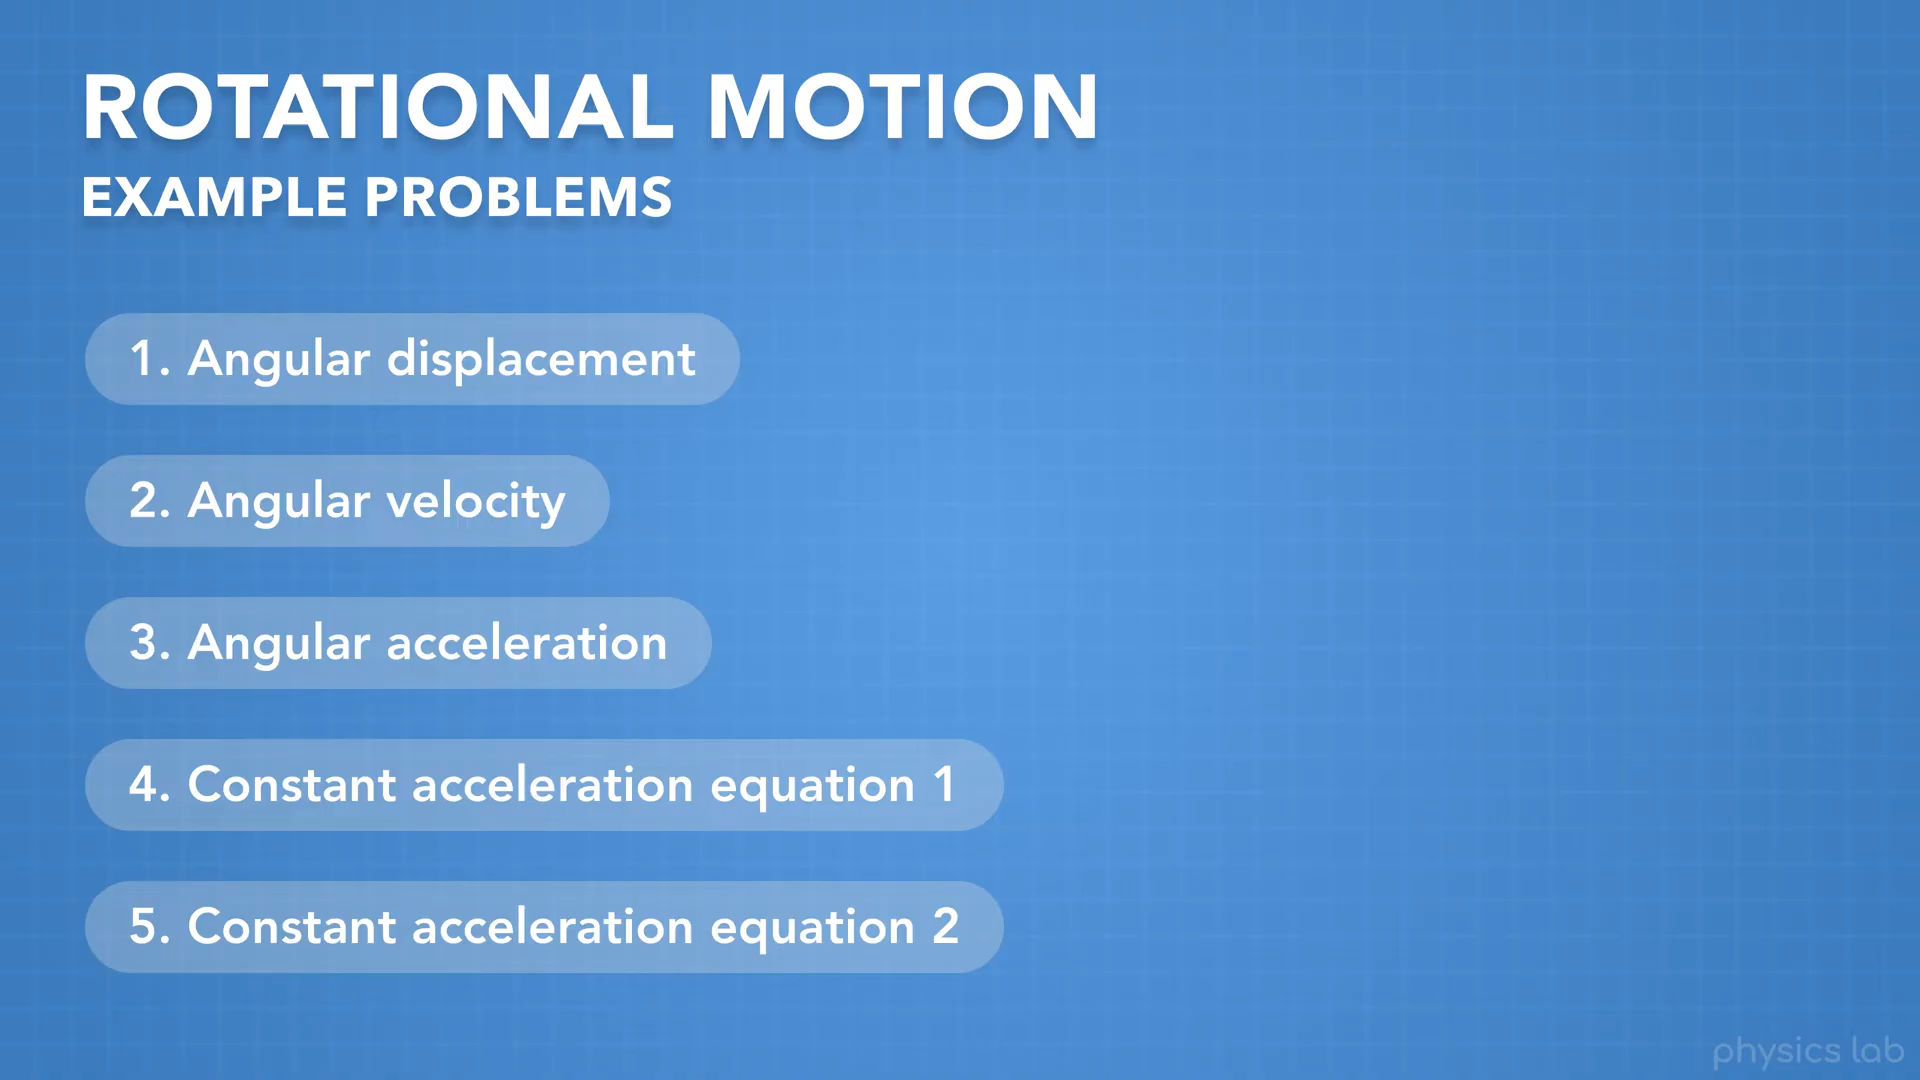 ROTATIONAL MOTION
EXAMPLE PROBLEMS
1. Angular displacement
2. Angular velocity
3. Angular acceleration
4. Constant acceleration equation 1
5. Constant acceleration equation 2
physics lab